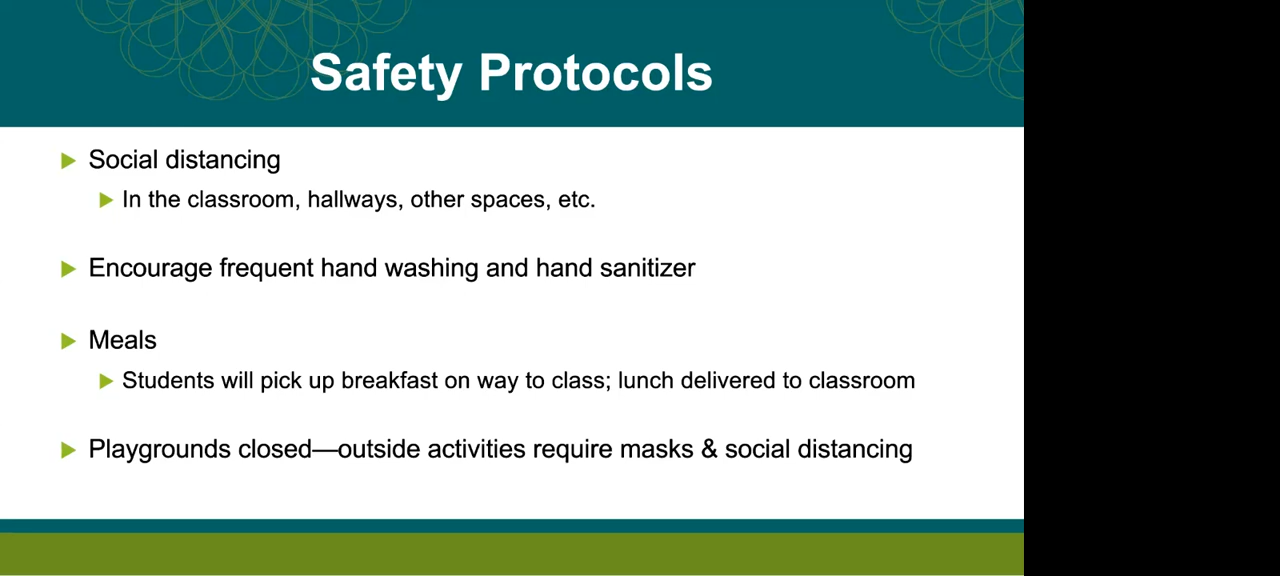 Safety Protocols
Social distancing
In the classroom, hallways, other spaces, etc.
Encourage frequent hand washing and hand sanitizer
Meals
Students will pick up breakfast on way to class; lunch delivered to classroom
Playgrounds closed—outside activities require masks & social distancing